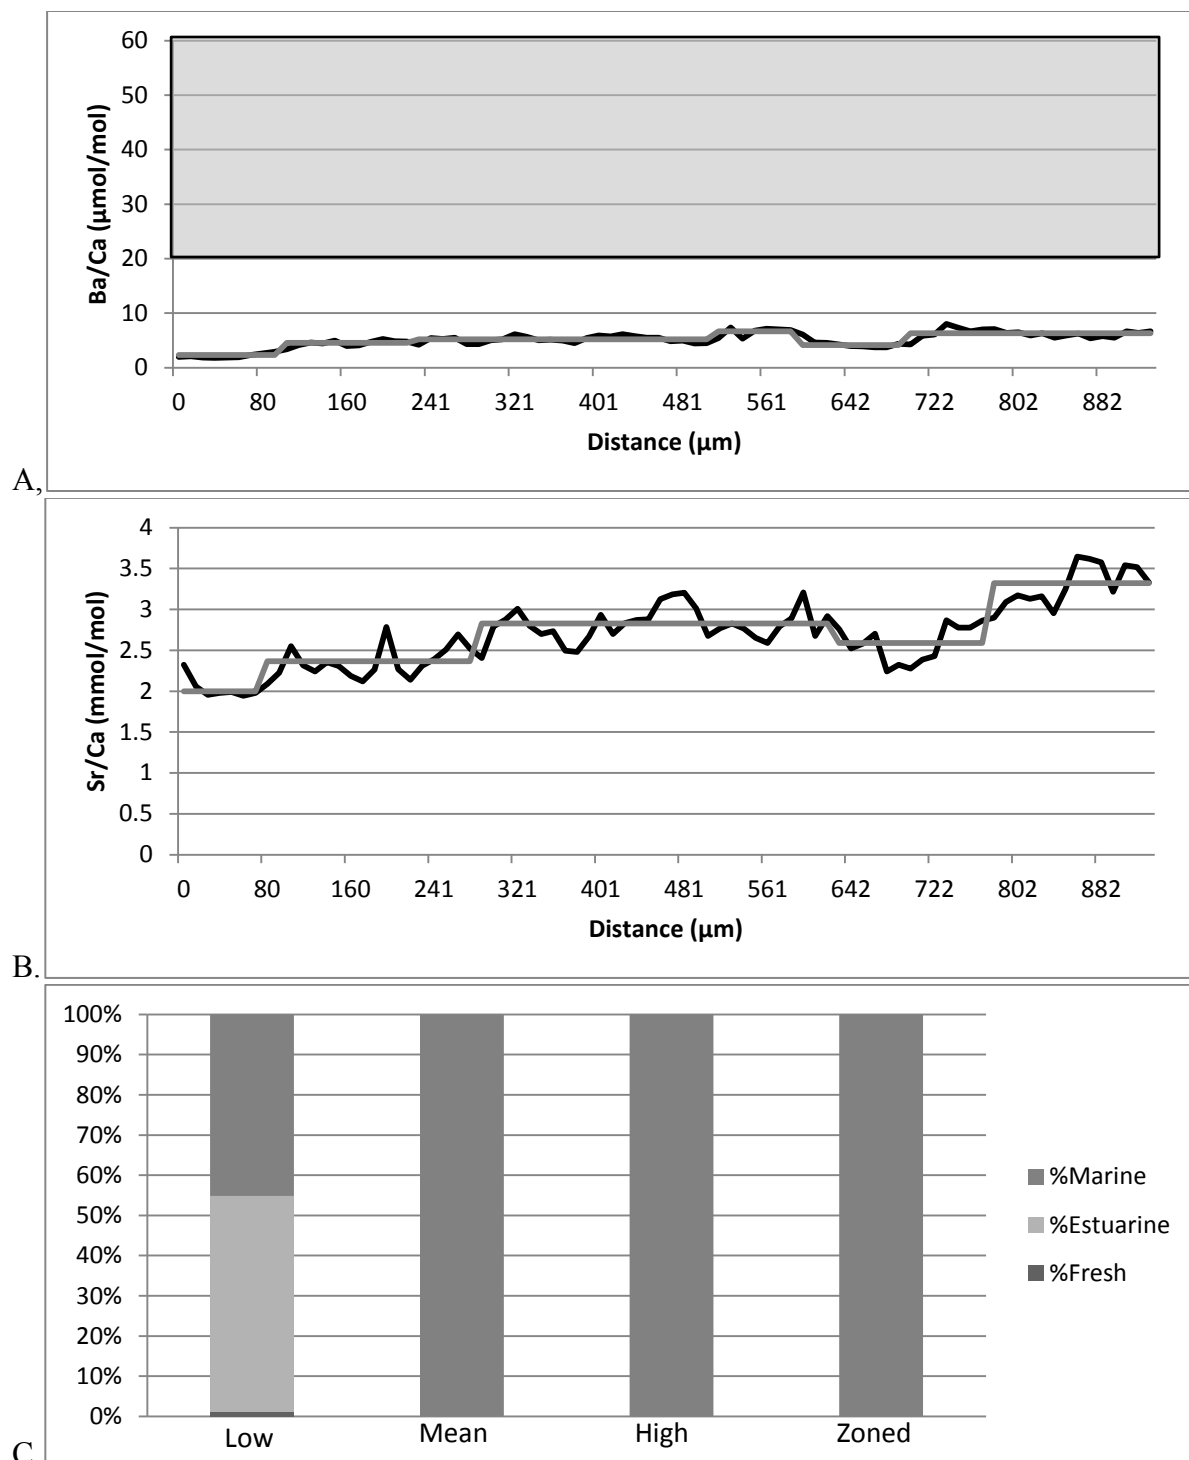 60
50
40
30
20
10
0
Ba/Ca (µmol/mol)
0 80 160 241 321 401 481 561 642 722 802 882
Distance (µm)
A,
4
3.5
3
2.5
2
1.5
1
0.5
0
Sr/Ca (mmol/mol)
0 80 160 241 321 401 481 561 642 722 802 882
Distance (µm)
B.
100%
90%
80%
70%
60%
50%
40%
30%
20%
10%
0%
Low Mean High Zoned
%Marine
%Estuarine
%Fresh
C